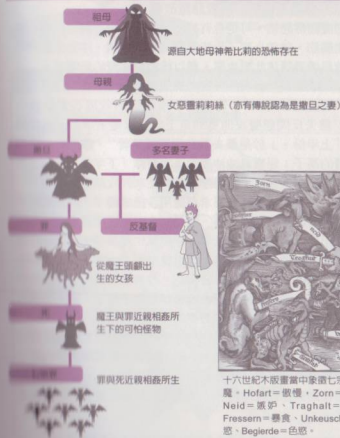 祖母
源自大地母神希比莉的恐怖存在
母親
女惡靈莉莉絲（亦有傳說認為是撒旦之妻）
撒旦
多名妻子
罪
反基督
從魔王頭顱出
生的女孩
死
魔王與罪近親相姦所
生下的可怕怪物
罪與死近親相姦所生
Zorn
Neid
Traghalt
十六世紀木版畫當中象徵七宗
魔。Hofart＝傲慢，Zorn＝
Neid＝嫉妒、Traghalt＝
Fressern＝暴食、Unkeusch
慾、Begierde＝色慾。